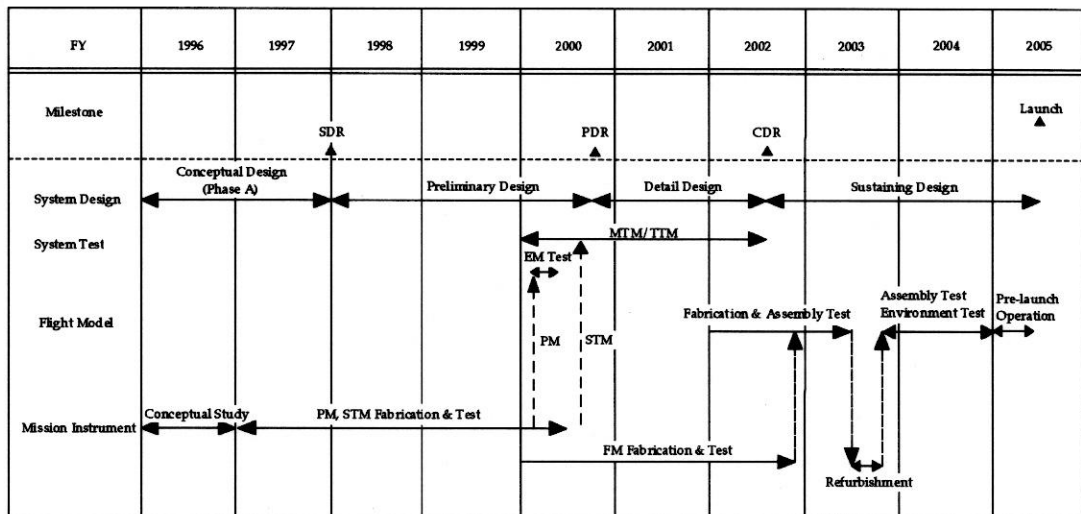 FY 1996 1997 1998 1999 2000 2001 2002 2003 2004 2005
Milestone
Launch
SDR PDR CDR
Conceptual Design
(Phase A)
Preliminary Design Detail Design Sustaining Design
System Design
MTM/TTM
System Test
EM Test
Assembly Test
Environment Test
Pre-launch
Operation
Fabrication & Assembly Test
Flight Model
PM STM
Conceptual Study PM, STM Fabrication & Test
Mission Instrument
FM Fabrication & Test
Refurbishment